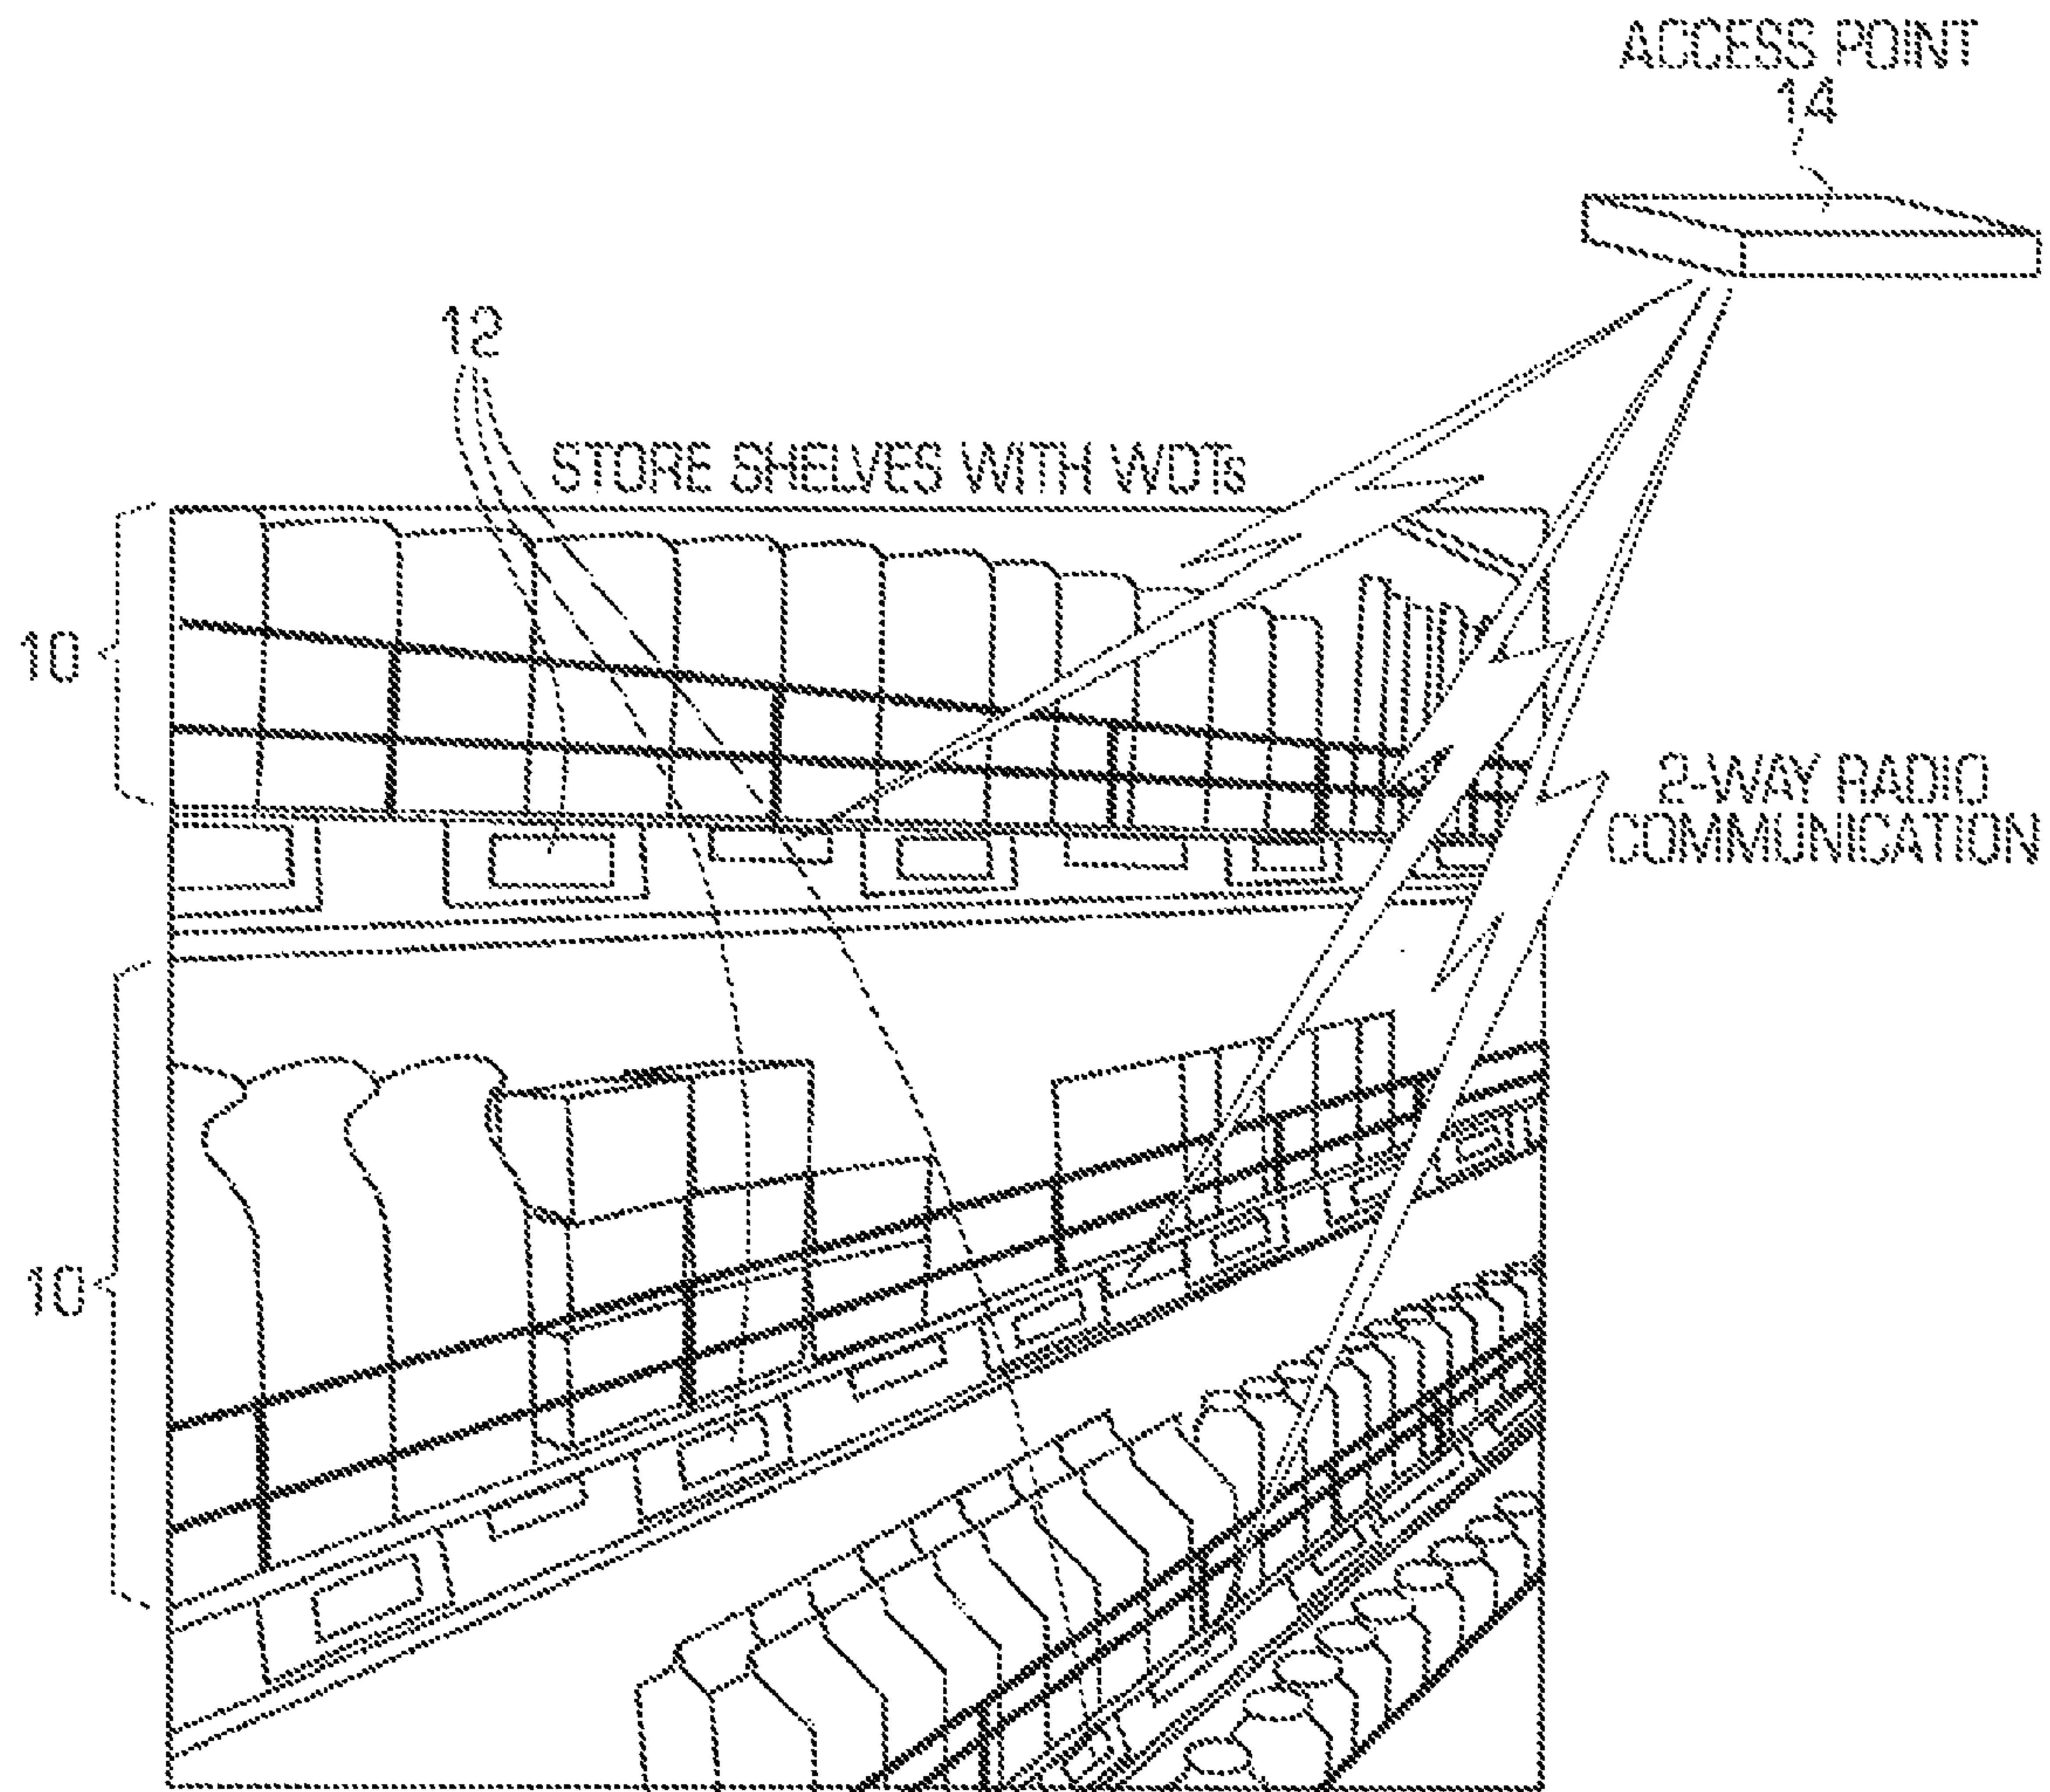 ACCESS POINT
14
12
STORE SHELVES WITH WDTs
10
2-WAY RADIO
COMMUNICATION
10